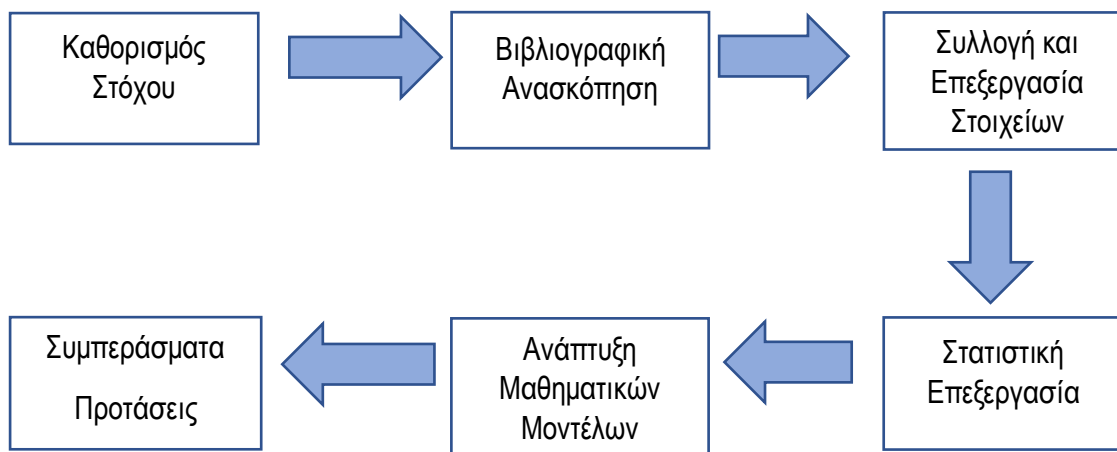 Καθορισμός
Στόχου
Βιβλιογραφική
Ανασκόπηση
Συλλογή και
Επεξεργασία
Στοιχείων
Στατιστική
Επεξεργασία
Ανάπτυξη
Μαθηματικών
Μοντέλων
Συμπεράσματα
Προτάσεις